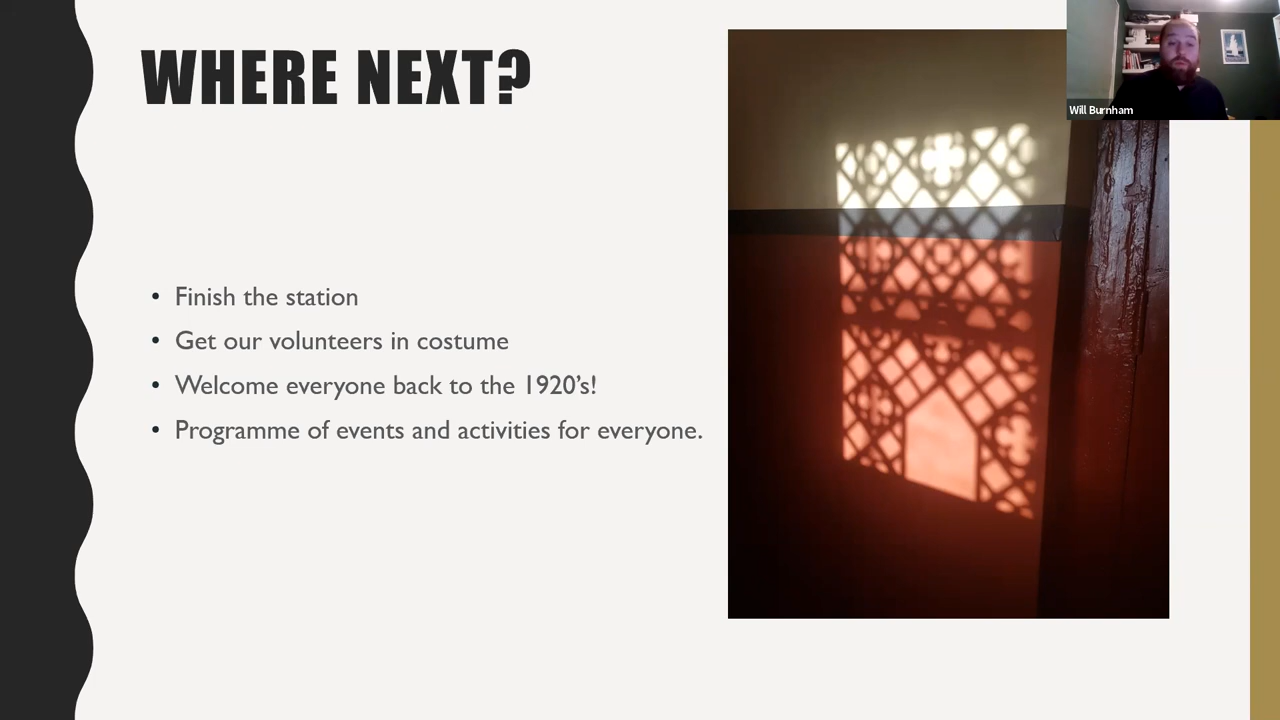 WHERE NEXT?
Will Burnham
• Finish the station
• Get our volunteers in costume
• Welcome everyone back to the 1920’s!
• Programme of events and activities for everyone.